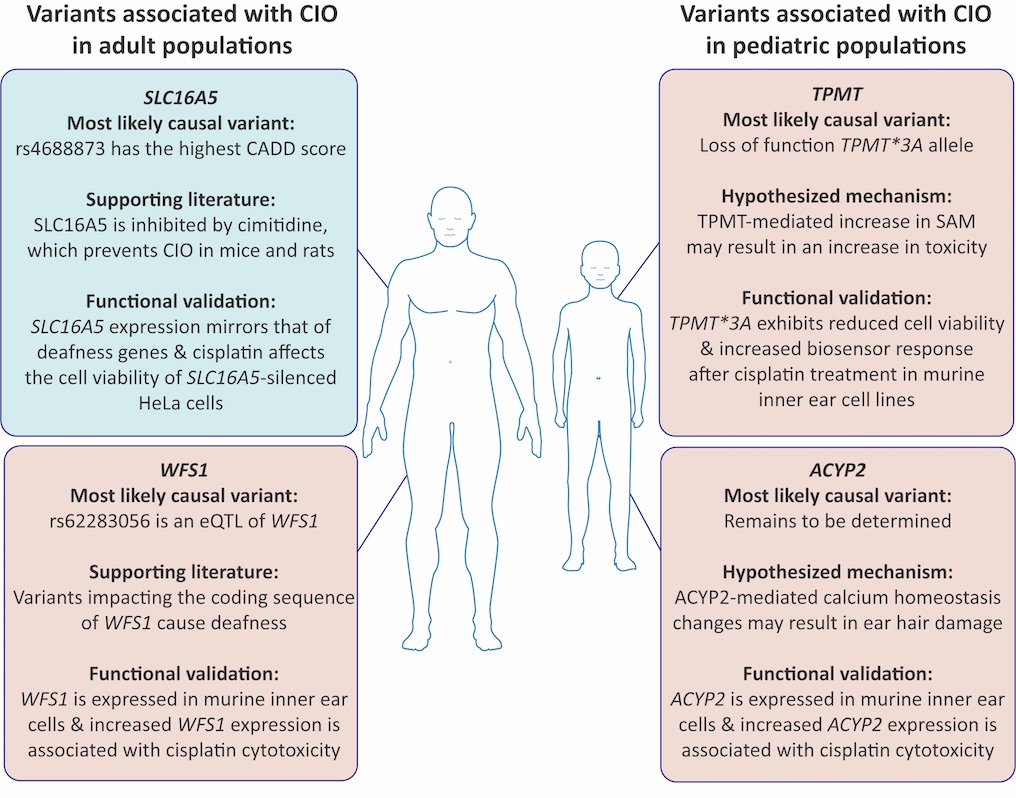 Variants associated with CIO
in adult populations
SLC16A5
Most likely causal variant:
rs4688873 has the highest CADD score
Supporting literature:
SLC16A5 is inhibited by cimitidine,
which prevents CIO in mice and rats
Functional validation:
SLC16A5 expression mirrors that of
deafness genes & cisplatin affects
the cell viability of SLC16A5-silenced
HeLa cells
WFS1
Most likely causal variant:
rs62283056 is an eQTL of WFS1
Supporting literature:
Variants impacting the coding sequence
of WFS1 cause deafness
Functional validation:
WFS1 is expressed in murine inner ear
cells & increased WFS1 expression is
associated with cisplatin cytotoxicity
Variants associated with CIO
in pediatric populations
TPMT
Most likely causal variant:
Loss of function TPMT*3A allele
Hypothesized mechanism:
TPMT-mediated increase in SAM
may result in an increase in toxicity
Functional validation:
TPMT*3A exhibits reduced cell viability
& increased biosensor response
after cisplatin treatment in murine
inner ear cell lines
ACYP2
Most likely causal variant:
Remains to be determined
Hypothesized mechanism:
ACYP2-mediated calcium homeostasis
changes may result in ear hair damage
Functional validation:
ACYP2 is expressed in murine inner ear
cells & increased ACYP2 expression is
associated with cisplatin cytotoxicity